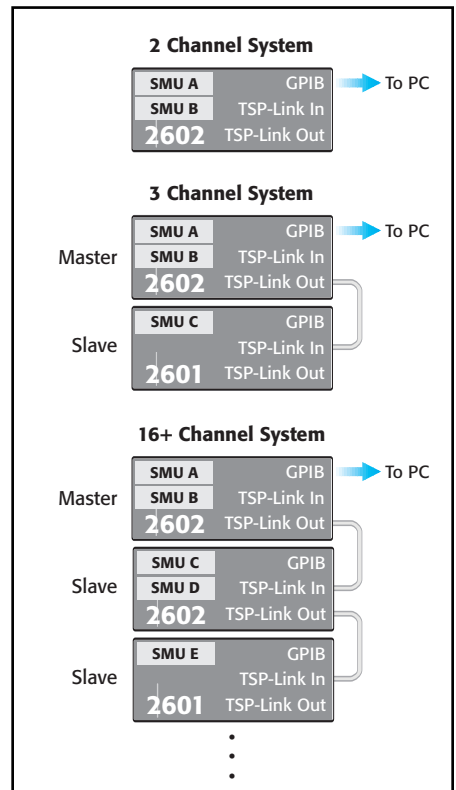 2 Channel System
SMU A GPIB To PC
SMU B TSP-Link In
2602 TSP-Link Out
3 Channel System
SMU A GPIB To PC
Master SMU B TSP-Link In
2602 TSP-Link Out
SMU C GPIB
Slave TSP-Link In
2601 TSP-Link Out
16+ Channel System
SMU A GPIB To PC
Master SMU B TSP-Link In
2602 TSP-Link Out
SMU C GPIB
Slave SMU D TSP-Link In
2602 TSP-Link Out
SMU E GPIB
Slave TSP-Link In
2601 TSP-Link Out